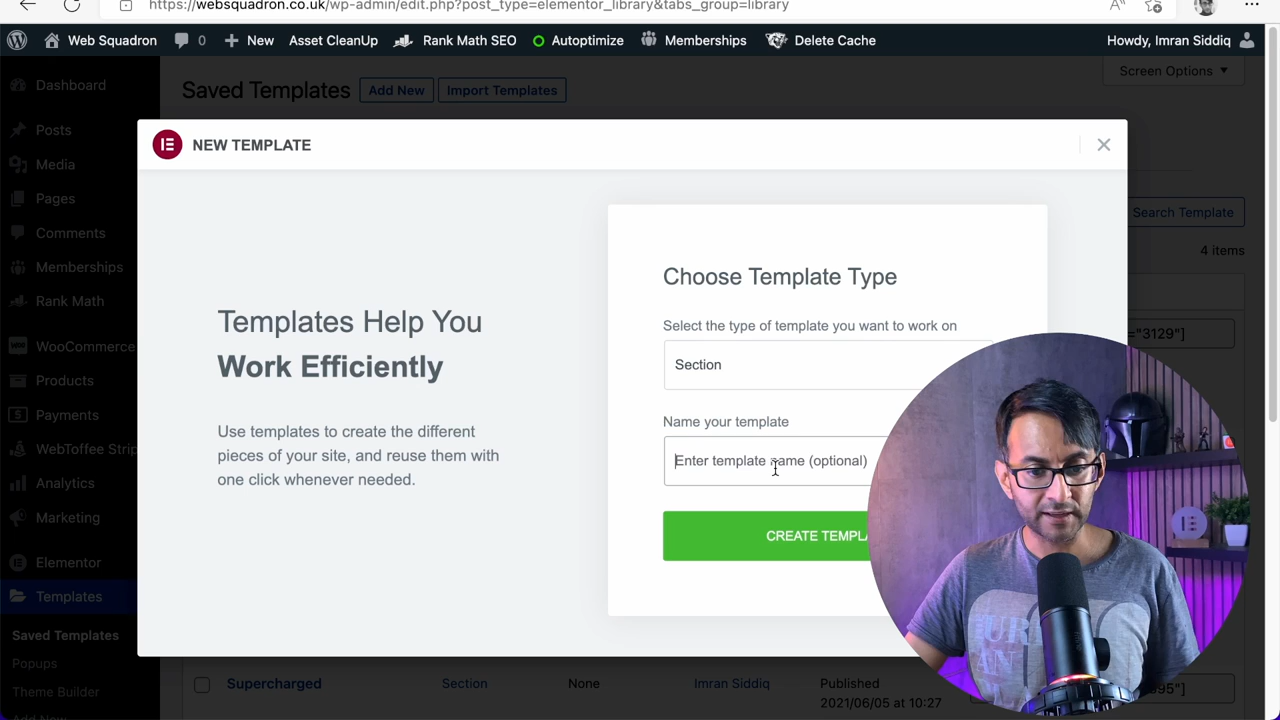 https://websquadron.co.uk/wp-admin/edit.php?post_type=elementor_library&tabs_group=library
Web Squadron 0 New Asset CleanUp Rank Math SEO Autoptimize Memberships Delete Cache Howdy, Imran Siddiq
Dashboard
Saved Templates Add New Import Templates
Screen Options
Posts
Media
Pages
Comments
Memberships
Rank Math
WooCommerce
Products
Payments
WebToffee Strip
Analytics
Marketing
Elementor
Templates
Saved Templates
Popups
Theme Builder
Add New
NEW TEMPLATE
Templates Help You
Work Efficiently
Use templates to create the different
pieces of your site, and reuse them with
one click whenever needed.
Choose Template Type
Select the type of template you want to work on
Section
Name your template
Enter template name (optional)
CREATE TEMPLA
Search Template
4 items
="3129"]
Supercharged Section None Imran Siddiq Published
2021/06/05 at 10:27
95"]